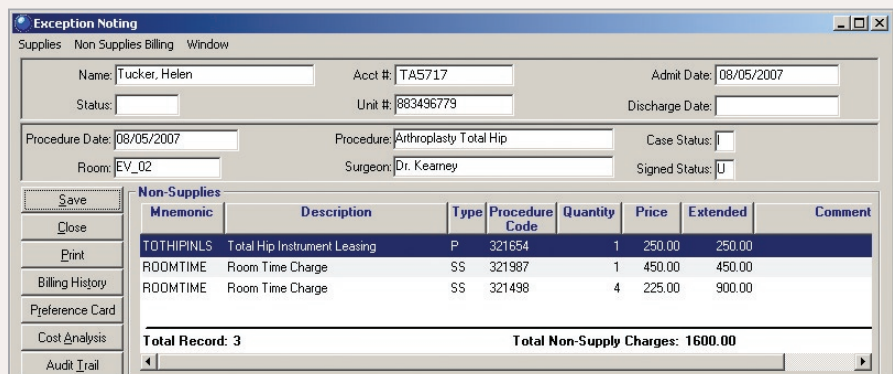 Exception Noting
Supplies Non Supplies Billing Window
Name: Tucker, Helen Acct #: TA5717 Admit Date: 08/05/2007
Status: Unit #: 883496779 Discharge Date:
Procedure Date: 08/05/2007 Procedure: Arthroplasty Total Hip Case Status: I
Room: EV_02 Surgeon: Dr. Kearney Signed Status: U
Save
Close
Print
Billing History
Preference Card
Cost Analysis
Audit Trail
Non-Supplies
Mnemonic Description Type Procedure Code Quantity Price Extended Comment
TOTHIPINLS Total Hip Instrument Leasing P 321654 1 250.00 250.00
ROOMTIME Room Time Charge SS 321987 1 450.00 450.00
ROOMTIME Room Time Charge SS 321498 4 225.00 900.00
Total Record: 3 Total Non-Supply Charges: 1600.00